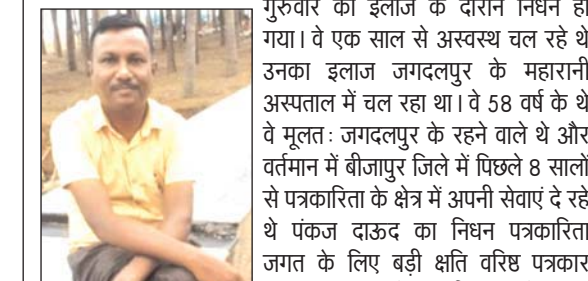 गुरुवार को इलाज के दौरान निधन हो
गया। वे एक साल से अस्वस्थ चल रहे थे
उनका इलाज जगदलपुर के महारानी
अस्पताल में चल रहा था। वे 58 वर्ष के थे
वे मूलतः जगदलपुर के रहने वाले थे और
वर्तमान में बीजापुर जिले में पिछले 8 सालों
से पत्रकारिता के क्षेत्र में अपनी सेवाएं दे रहे
थे पंकज दाऊद का निधन पत्रकारिता
जगत के लिए बड़ी क्षति वरिष्ठ पत्रकार